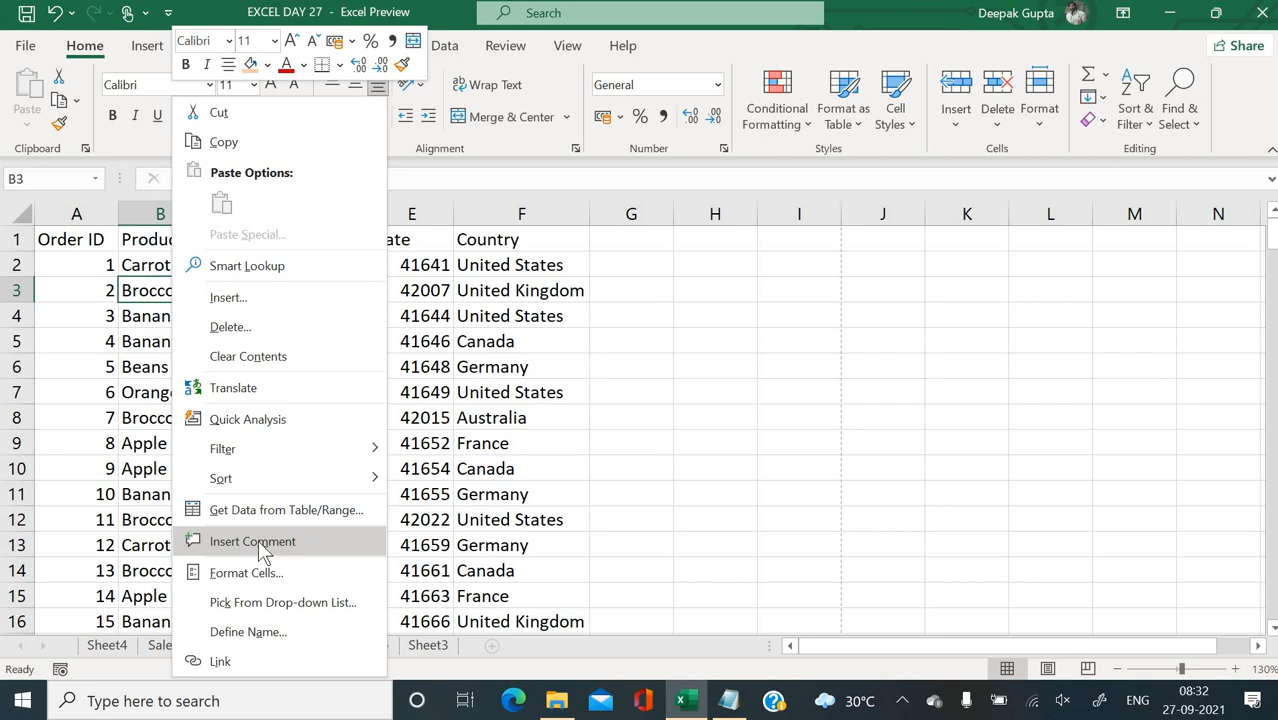 EXCEL DAY 27 - Excel Preview
Search
Deepak Gupta
File Home Insert Data Review View Help
Share
Calibri 11
B I
Calibri 11
B I U
Paste
Wrap Text
Merge & Center
General
Conditional Formatting
Format as Table
Cell Styles
Insert
Delete
Format
Sort & Filter
Find & Select
Clipboard
Alignment
Number
Styles
Cells
Editing
B3
Cut
Copy
Paste Options:
Paste Special...
Smart Lookup
Insert...
Delete...
Clear Contents
Translate
Quick Analysis
Filter
Sort
Get Data from Table/Range...
Insert Comment
Format Cells...
Pick From Drop-down List...
Define Name...
Link
A B E F G H I J K L M N
1 Order ID Produc ate Country
2 1 Carrot 41641 United States
3 2 Brocco 42007 United Kingdom
4 3 Banan 41644 United States
5 4 Banan 41646 Canada
6 5 Beans 41648 Germany
7 6 Orang 41649 United States
8 7 Brocco 42015 Australia
9 8 Apple 41652 France
10 9 Apple 41654 Canada
11 10 Banan 41655 Germany
12 11 Brocco 42022 United States
13 12 Carrot 41659 Germany
14 13 Brocco 41661 Canada
15 14 Apple 41663 France
16 15 Banan 41666 United Kingdom
Sheet4 Sale Sheet3
Ready
130%
Type here to search
30°C
ENG
08:32
27-09-2021